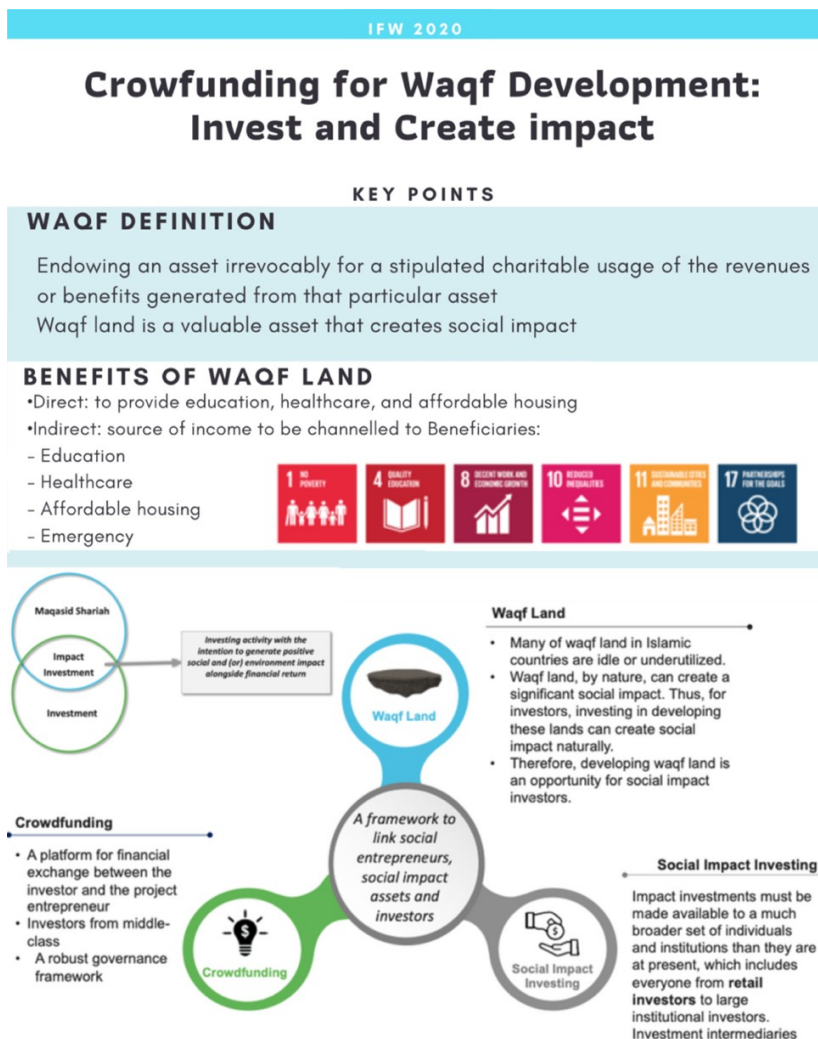 IFW 2020
Crowfunding for Waqf Development:
Invest and Create impact
KEY POINTS
WAQF DEFINITION
Endowing an asset irrevocably for a stipulated charitable usage of the revenues
or benefits generated from that particular asset
Waqf land is a valuable asset that creates social impact
BENEFITS OF WAQF LAND
•Direct: to provide education, healthcare, and affordable housing
•Indirect: source of income to be channelled to Beneficiaries:
- Education
- Healthcare
- Affordable housing
- Emergency
1 NO
POVERTY
4 QUALITY
EDUCATION
8 DECENT WORK AND
ECONOMIC GROWTH
10 REDUCED
INEQUALITIES
11 SUSTAINABLE CITIES
AND COMMUNITIES
17 PARTNERSHIPS
FOR THE GOALS
Maqasid Shariah
Impact
Investment
Investment
Investing activity with the
intention to generate positive
social and (or) environment impact
alongside financial return
Waqf Land
Waqf Land
• Many of waqf land in Islamic
countries are idle or underutilized.
• Waqf land, by nature, can create a
significant social impact. Thus, for
investors, investing in developing
these lands can create social
impact naturally.
• Therefore, developing waqf land is
an opportunity for social impact
investors.
A framework to
link social
entrepreneurs,
social impact
assets and
investors
Crowdfunding
• A platform for financial
exchange between the
investor and the project
entrepreneur
• Investors from middle-
class
• A robust governance
framework
Crowdfunding
Social Impact
Investing
Social Impact Investing
Impact investments must be
made available to a much
broader set of individuals
and institutions than they are
at present, which includes
everyone from retail
investors to large
institutional investors.
Investment intermediaries